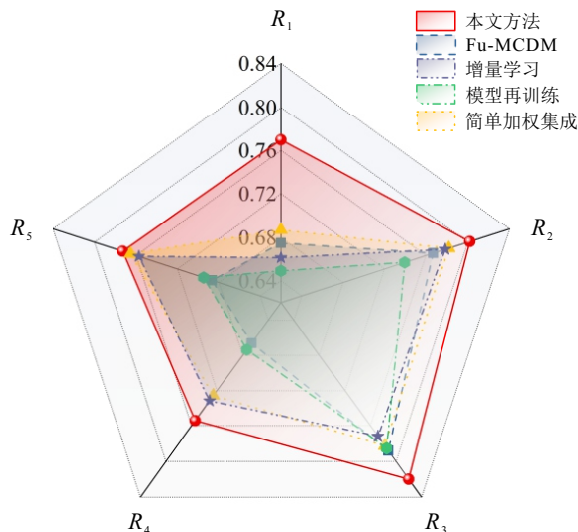 R₁
本文方法
Fu-MCDM
增量学习
模型再训练
简单加权集成
0.84
0.80
0.76
0.72
0.68
0.64
R₅
R₂
R₄
R₃